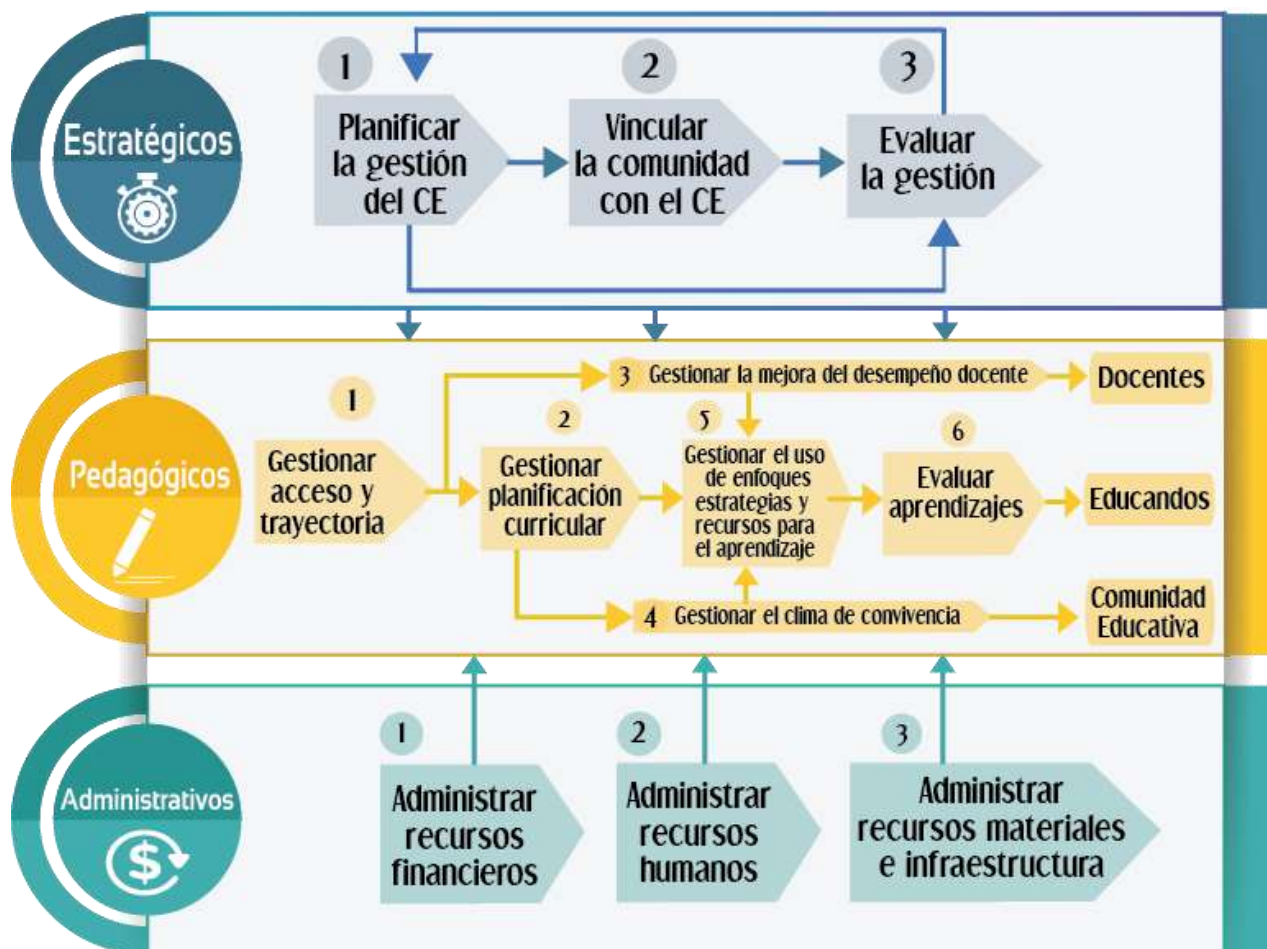 Estratégicos
1
Planificar
la gestión
del CE
2
Vincular
la comunidad
con el CE
3
Evaluar
la gestión
Pedagógicos
1
Gestionar
acceso y
trayectoria
2
Gestionar
planificación
curricular
3 Gestionar la mejora del desempeño docente
Docentes
5
Gestionar el uso
de enfoques
estrategias y
recursos para
el aprendizaje
6
Evaluar
aprendizajes
Educandos
4 Gestionar el clima de convivencia
Comunidad
Educativa
Administrativos
$
1
Administrar
recursos
financieros
2
Administrar
recursos
humanos
3
Administrar
recursos materiales
e infraestructura